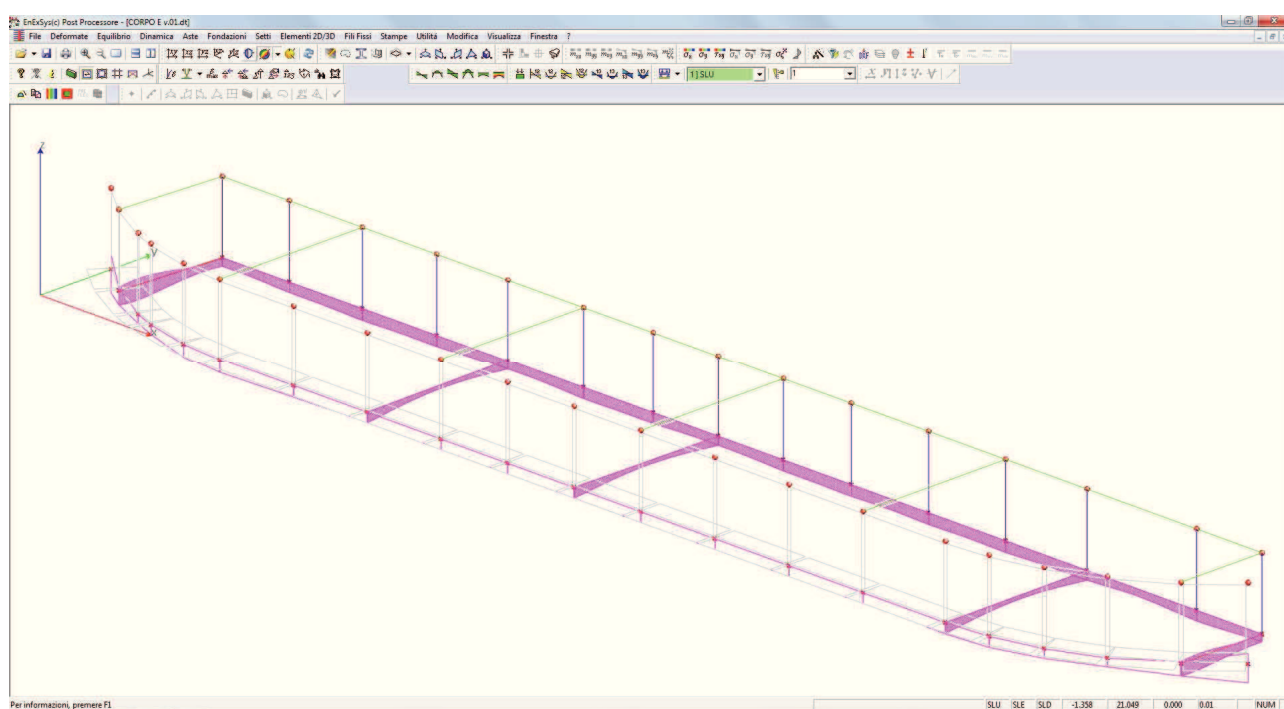 EnExSys(c) Post Processore - [CORPO E v.01.dt]
File Deformate Equilibrio Dinamica Aste Fondazioni Setti Elementi 2D/3D Fili Fissi Stampe Utilità Modifica Visualizza Finestra ?
1] SLU 1
Z
Y
X
Per informazioni, premere F1
SLU SLE SLD -1.358 21.049 0.000 0.01 NUM